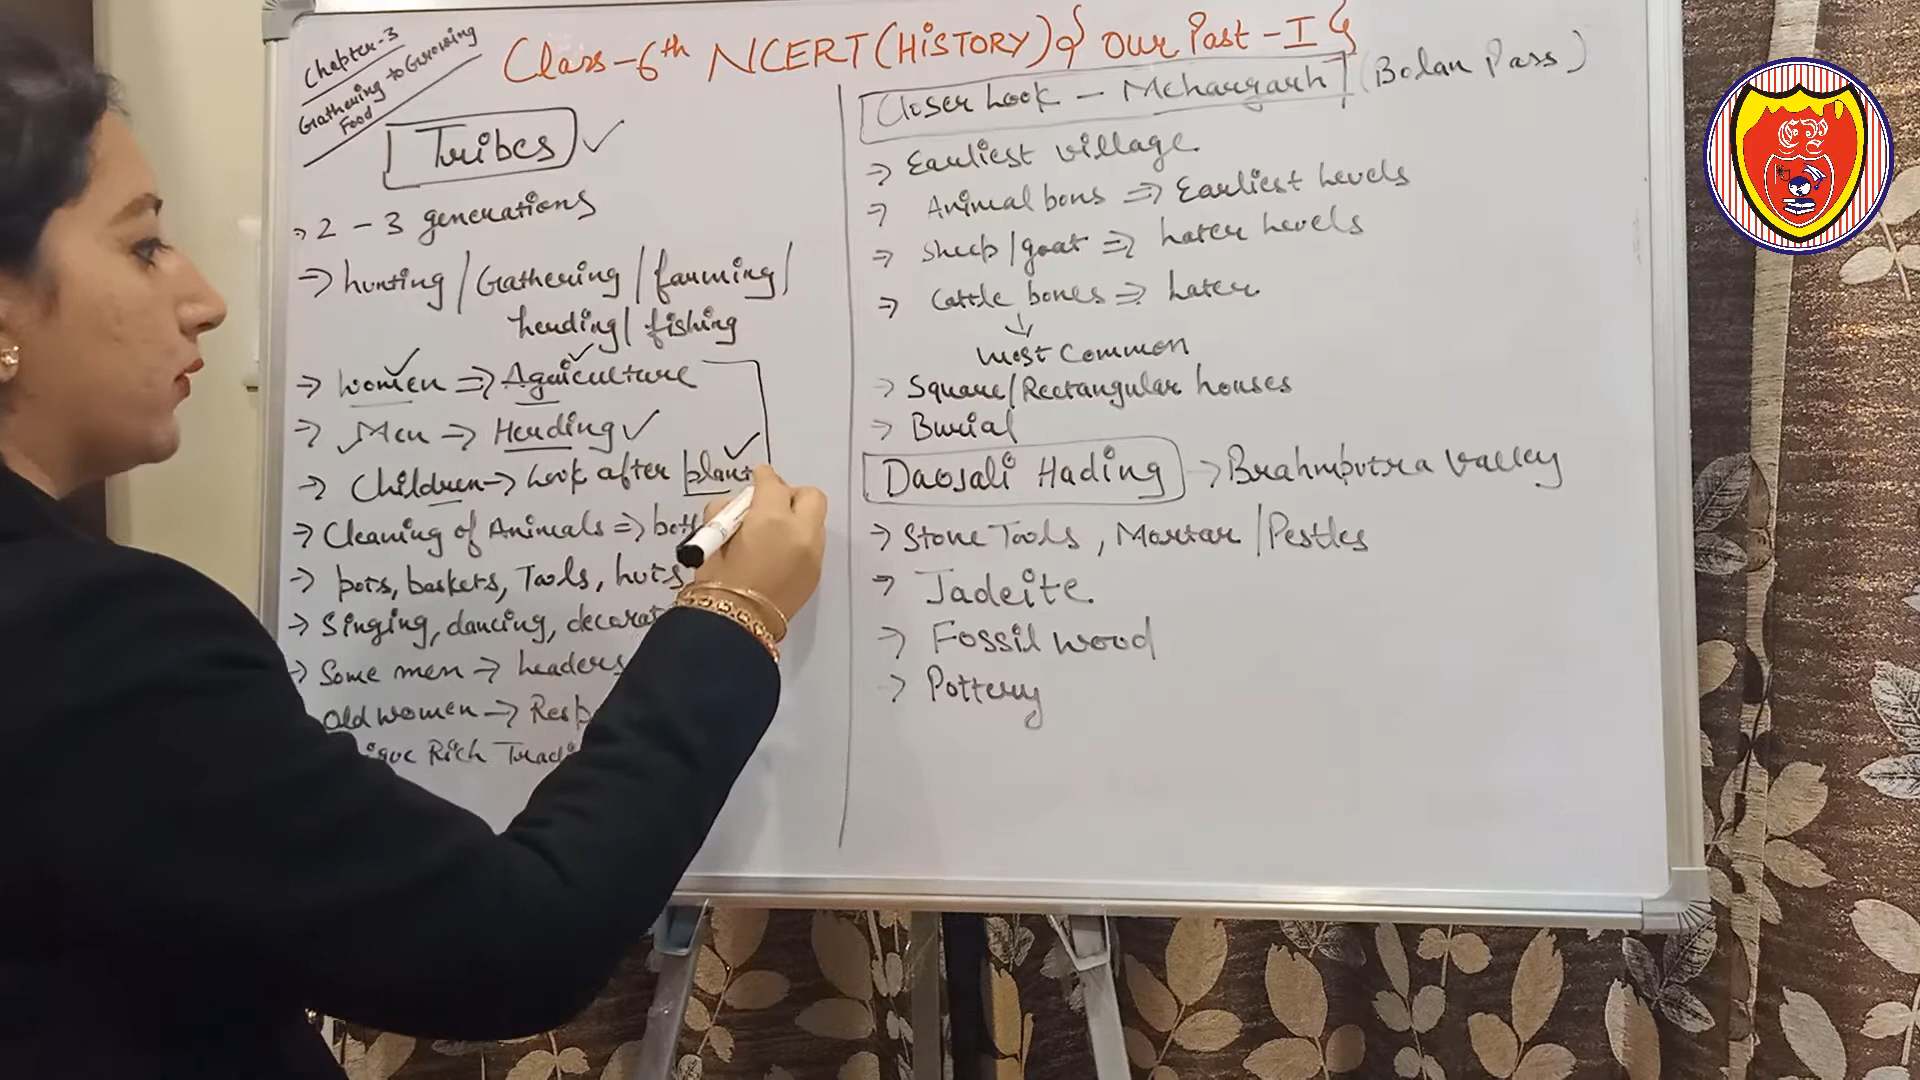 Chapter-3
Gathering to Growing
Food
Class-6th NCERT (HISTORY) { Our Past - I }
Tribes ✓
→ 2 - 3 generations
→ hunting / Gathering / farming /
herding / fishing
→ women ⇒ Agriculture
→ Men ⇒ Herding ✓
→ Children → Look after plant
→ Cleaning of Animals ⇒
→ pots, baskets, Tools, huts
→ Singing, dancing,
→ Some men → Leaders
Old women →
Rich
Closer Look - Mehargarh (Bolan Pass)
→ Earliest village
→ Animal bons ⇒ Earliest Levels
→ Sheep/goat ⇒ Later Levels
→ Cattle bones ⇒ Later
↓
most Common
→ Square/Rectangular houses
→ Burial
Daojali Hading → Brahmputra Valley
→ Stone Tools, Mortar / Pestles
→ Jadeite
→ Fossil wood
→ Pottery